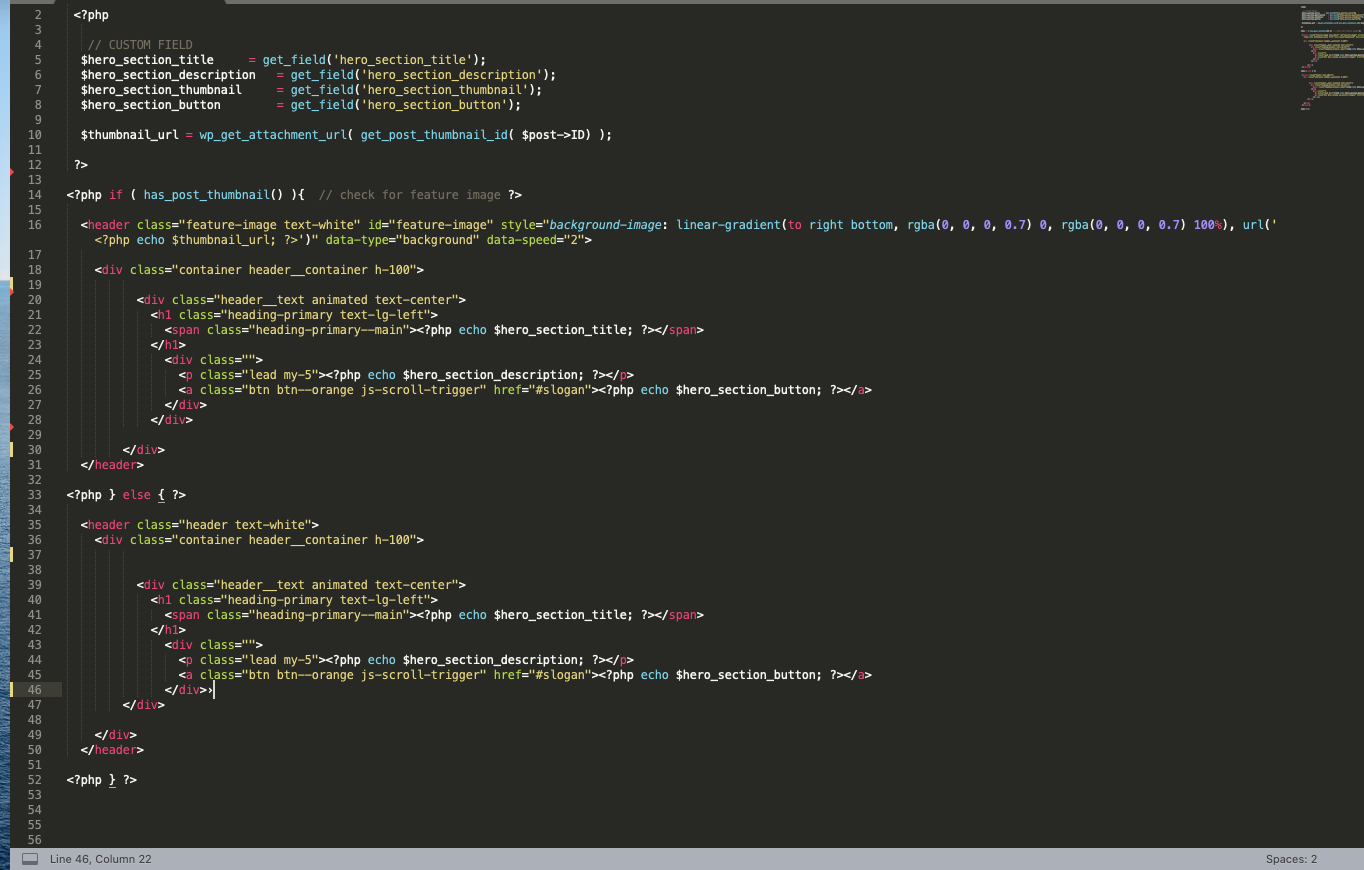 2 <?php
3
4 // CUSTOM FIELD
5 $hero_section_title = get_field('hero_section_title');
6 $hero_section_description = get_field('hero_section_description');
7 $hero_section_thumbnail = get_field('hero_section_thumbnail');
8 $hero_section_button = get_field('hero_section_button');
9
10 $thumbnail_url = wp_get_attachment_url( get_post_thumbnail_id( $post->ID) );
11
12 ?>
13
14 <?php if ( has_post_thumbnail() ){ // check for feature image ?>
15
16 <header class="feature-image text-white" id="feature-image" style="background-image: linear-gradient(to right bottom, rgba(0, 0, 0, 0.7) 0, rgba(0, 0, 0, 0.7) 100%), url('
<?php echo $thumbnail_url; ?>')" data-type="background" data-speed="2">
17
18 <div class="container header__container h-100">
19
20 <div class="header__text animated text-center">
21 <h1 class="heading-primary text-lg-left">
22 <span class="heading-primary--main"><?php echo $hero_section_title; ?></span>
23 </h1>
24 <div class="">
25 <p class="lead my-5"><?php echo $hero_section_description; ?></p>
26 <a class="btn btn--orange js-scroll-trigger" href="#slogan"><?php echo $hero_section_button; ?></a>
27 </div>
28 </div>
29
30 </div>
31 </header>
32
33 <?php } else { ?>
34
35 <header class="header text-white">
36 <div class="container header__container h-100">
37
38
39 <div class="header__text animated text-center">
40 <h1 class="heading-primary text-lg-left">
41 <span class="heading-primary--main"><?php echo $hero_section_title; ?></span>
42 </h1>
43 <div class="">
44 <p class="lead my-5"><?php echo $hero_section_description; ?></p>
45 <a class="btn btn--orange js-scroll-trigger" href="#slogan"><?php echo $hero_section_button; ?></a>
46 </div>›
47 </div>
48
49 </div>
50 </header>
51
52 <?php } ?>
53
54
55
56
Line 46, Column 22
Spaces: 2